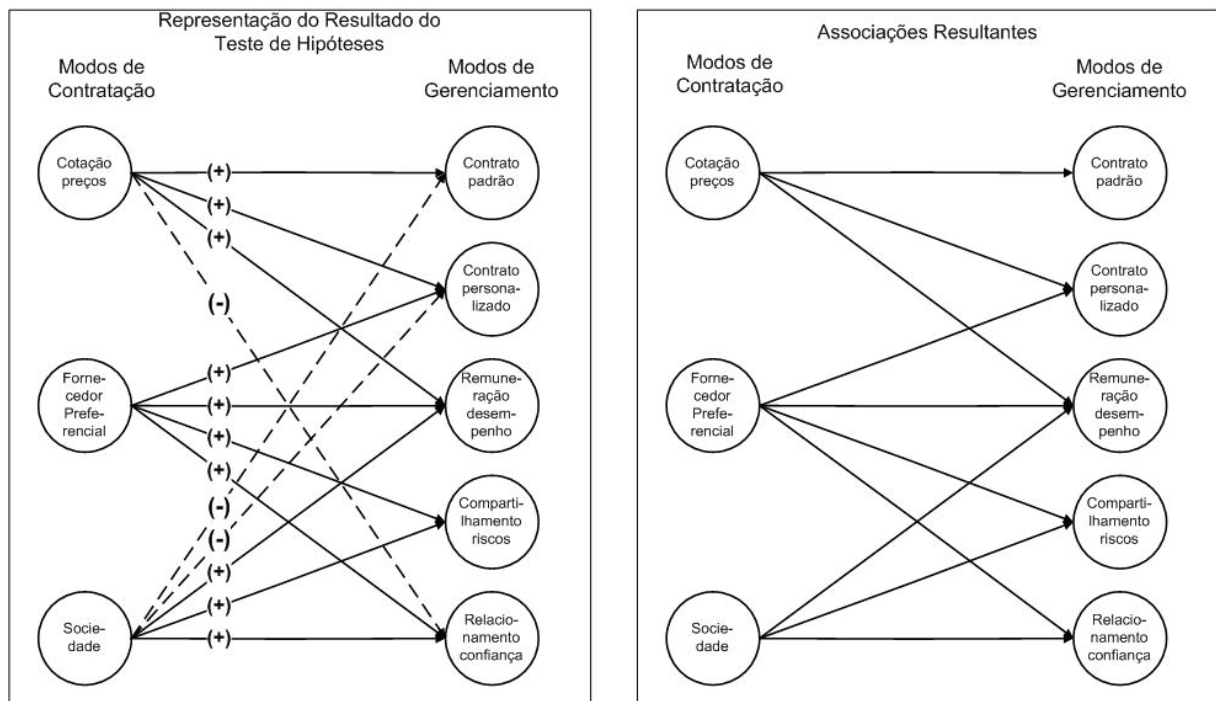 Representação do Resultado do
Teste de Hipóteses
Modos de
Contratação
Modos de
Gerenciamento
Cotação
preços
(+)
(+)
(+)
(-)
Contrato
padrão
Contrato
persona-
lizado
Forne-
cedor
Prefe-
rencial
(+)
(+)
(+)
(+)
Remune-
ração
desem-
penho
(-)
(-)
(+)
(+)
(+)
Comparti-
lhamento
riscos
Socie-
dade
Relacio-
namento
confiança
Associações Resultantes
Modos de
Contratação
Modos de
Gerenciamento
Cotação
preços
Contrato
padrão
Contrato
persona-
lizado
Forne-
cedor
Prefe-
rencial
Remune-
ração
desem-
penho
Comparti-
lhamento
riscos
Socie-
dade
Relacio-
namento
confiança